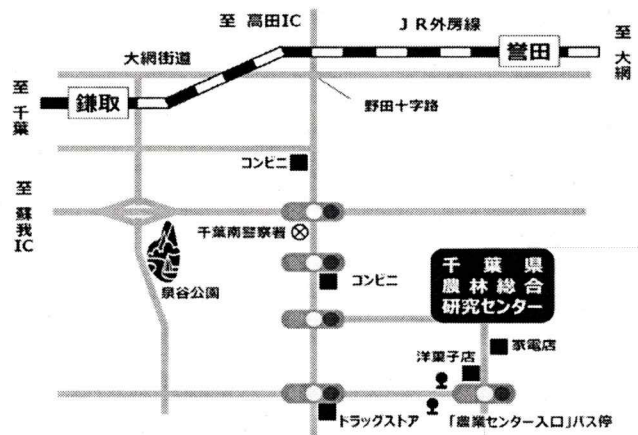 至 高田IC
JR外房線
大網街道
誉田
至 大網
至 千葉
鎌取
野田十字路
コンビニ
至 蘇我IC
千葉南警察署
泉谷公園
コンビニ
千葉県
農林総合
研究センター
家電店
洋菓子店
ドラッグストア
「農業センター入口」バス停